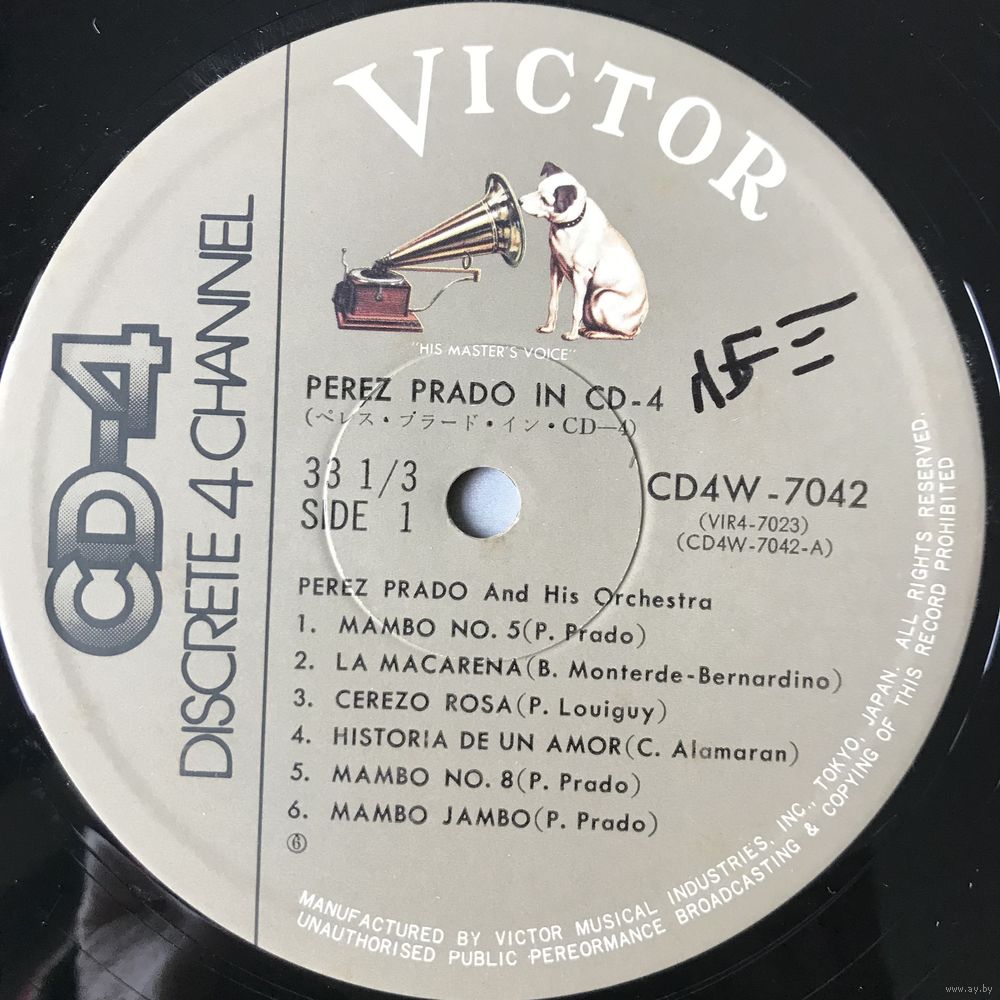 VICTOR
"HIS MASTER'S VOICE"
CD-4
DISCRETE 4 CHANNEL
PEREZ PRADO IN CD-4
(ペレス・プラード・イン・CD—4)
33 1/3
SIDE 1
CD4W-7042
(VIR4-7023)
(CD4W-7042-A)
PEREZ PRADO And His Orchestra
1. MAMBO NO. 5(P. Prado)
2. LA MACARENA(B. Monterde-Bernardino)
3. CEREZO ROSA(P. Louiguy)
4. HISTORIA DE UN AMOR(C. Alamaran)
5. MAMBO NO. 8(P. Prado)
6. MAMBO JAMBO(P. Prado)
⑥
MANUFACTURED BY VICTOR MUSICAL INDUSTRIES, INC., TOKYO, JAPAN. ALL RIGHTS RESERVED.
UNAUTHORISED PUBLIC PEREORMANCE BROADCASTING & COPYING OF THIS RECORD PROHIBITED
www.ay.by